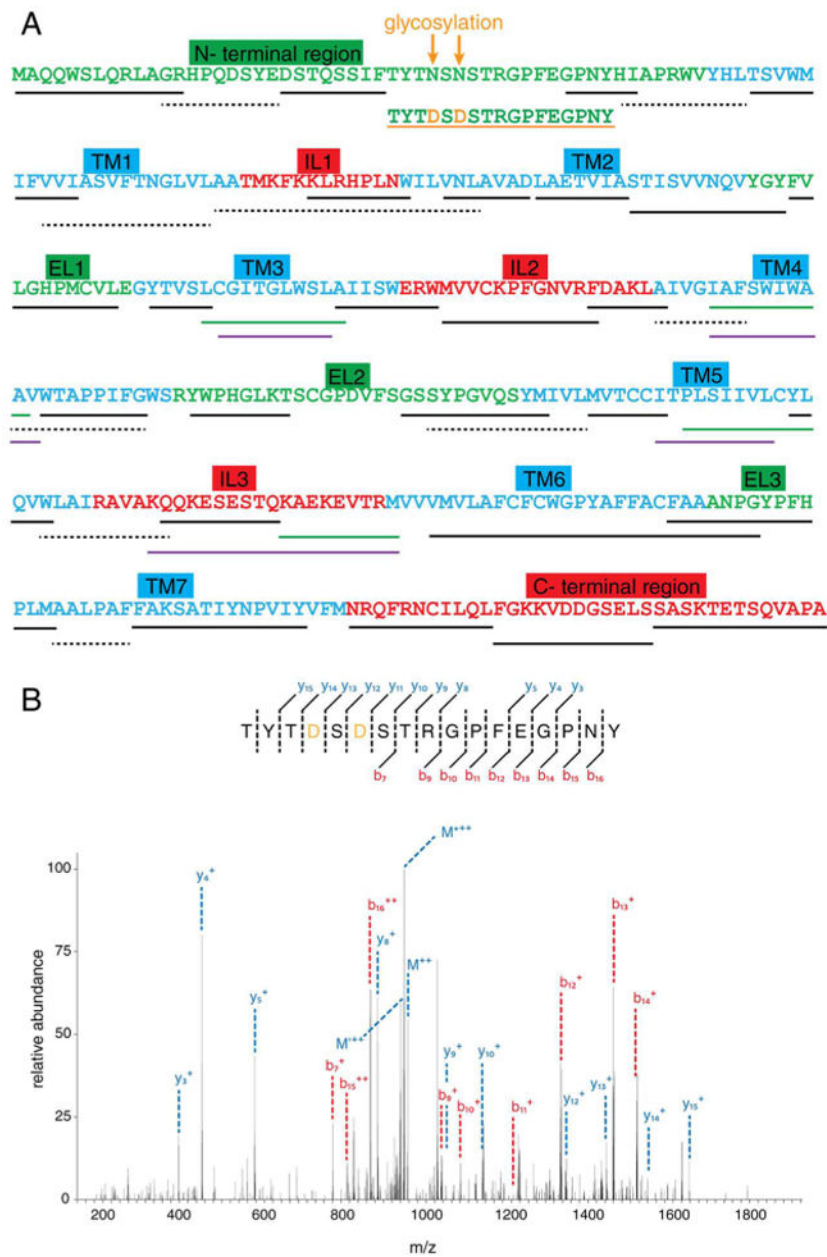 A
glycosylation
N- terminal region
MAQQWSLQRLAGRHPQDSYEDSTQSSIFTYTNSNSTRGPFEGPNYHIAPRWVYHLTSVWM
TYTDSDSTRGPFEGPNY
TM1 IL1 TM2
IFVVIASVFTNGLVLAATMKFKKLRHPLNWILVNLAVADLAETVIASTISVVNQVYGYFV
EL1 TM3 IL2 TM4
LGHPMCVLEGYTVSLCGITGLWSLAIISWERWMVVCKPFGNVRFDAKLAIVGIAFSWIWA
EL2 TM5
AVWTAPPIFGWSRYWPHGLKTSCGPDVFSGSSYPGVQSYMIVLMVTCCITPLSIIVLCYL
IL3 TM6 EL3
QVWLAIRAVAKQQKESESTQKAEKEVTRMVVVMVLAFCFCWGPYAFFACFAAANPGYPFH
TM7 C- terminal region
PLMAALPAFFAKSATIYNPVIYVFMNRQFRNCILQLFGKKVDDGSELSSASKTETSQVAPA
B
y₁₅ y₁₄ y₁₃ y₁₂ y₁₁ y₁₀ y₉ y₈ y₅ y₄ y₃
T Y T D S D S T R G P F E G P N Y
b₇ b₉ b₁₀ b₁₁ b₁₂ b₁₃ b₁₄ b₁₅ b₁₆
M*⁺⁺
100
y₄⁺
b₁₆⁺⁺
b₁₃⁺
y₈⁺
M⁺⁺
75
b₁₂⁺
b₁₄⁺
y₅⁺
relative abundance
50
y₉⁺ y₁₀⁺
b₇⁺
b₁₅⁺⁺
y₃⁺
b₉⁺ b₁₀⁺
b₁₁⁺
y₁₂⁺ y₁₃⁺
y₁₄⁺ y₁₅⁺
25
0
200 400 600 800 1000 1200 1400 1600 1800
m/z